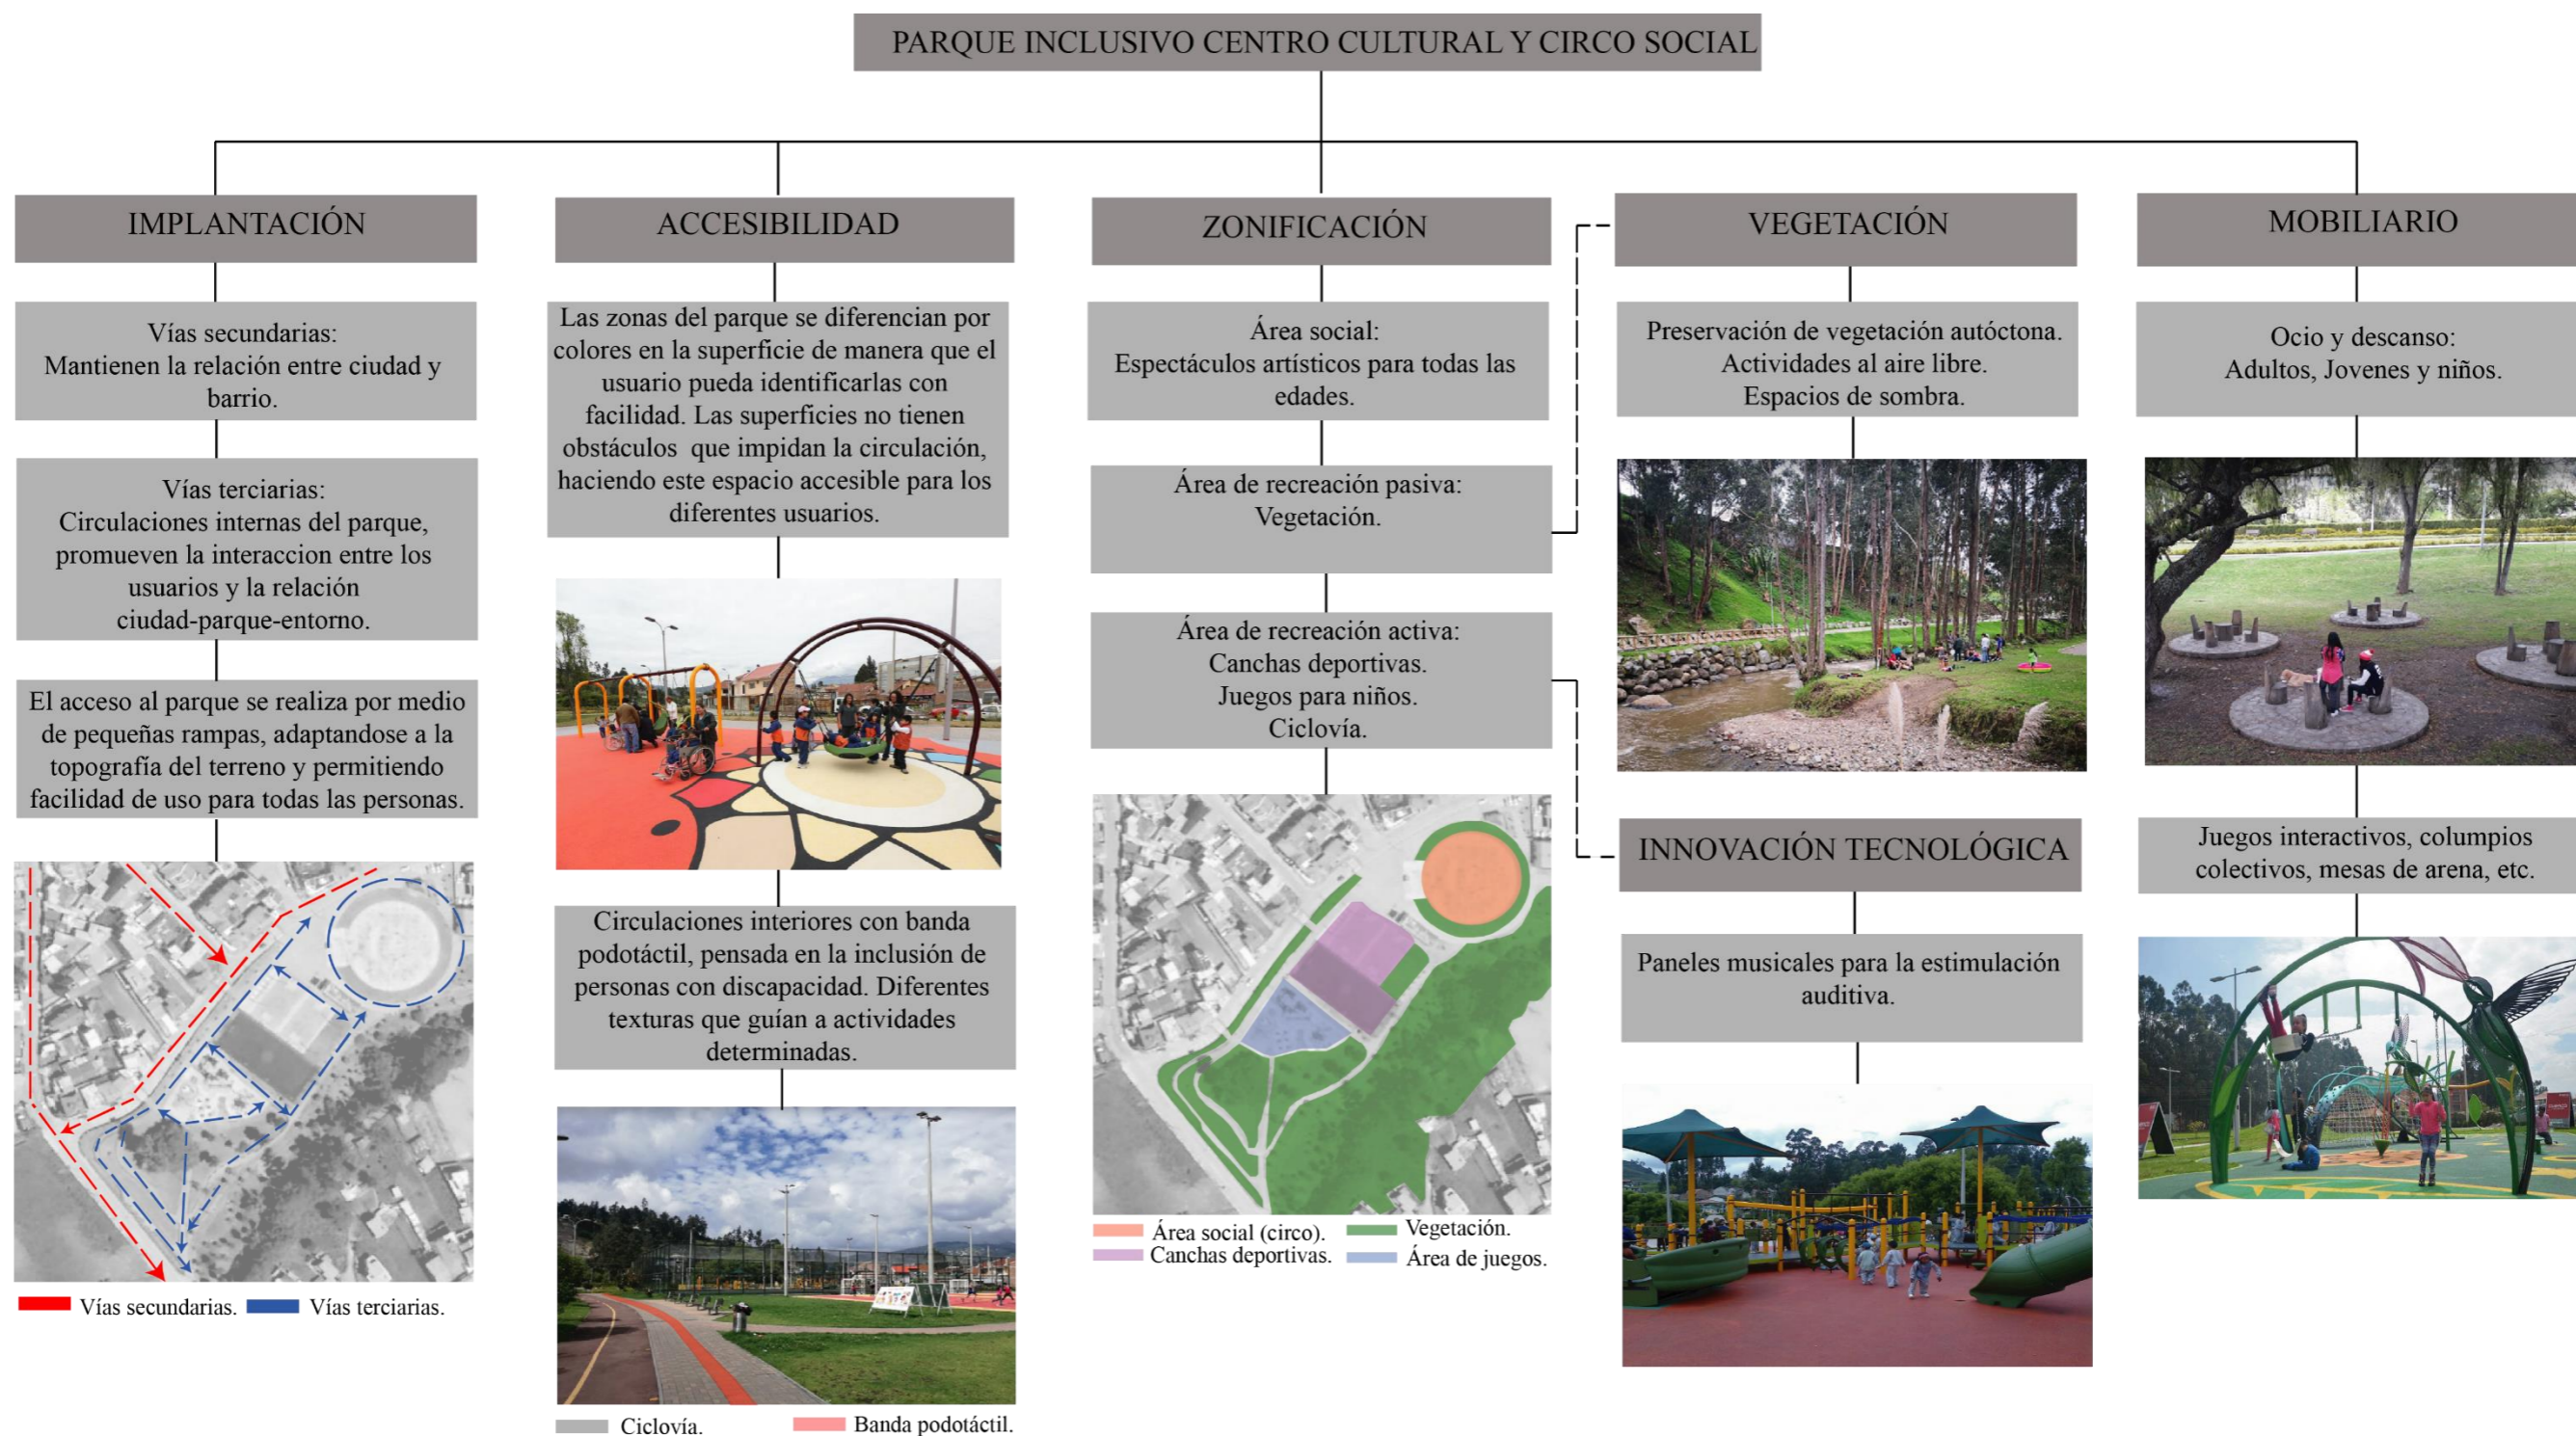 PARQUE INCLUSIVO CENTRO CULTURAL Y CIRCO SOCIAL
IMPLANTACIÓN
Vías secundarias:
Mantienen la relación entre ciudad y
barrio.
Vías terciarias:
Circulaciones internas del parque,
promueven la interaccion entre los
usuarios y la relación
ciudad-parque-entorno.
El acceso al parque se realiza por medio
de pequeñas rampas, adaptandose a la
topografía del terreno y permitiendo
facilidad de uso para todas las personas.
Vías secundarias.
Vías terciarias.
ACCESIBILIDAD
Las zonas del parque se diferencian por
colores en la superficie de manera que el
usuario pueda identificarlas con
facilidad. Las superficies no tienen
obstáculos que impidan la circulación,
haciendo este espacio accesible para los
diferentes usuarios.
Circulaciones interiores con banda
podotáctil, pensada en la inclusión de
personas con discapacidad. Diferentes
texturas que guían a actividades
determinadas.
Ciclovía.
Banda podotáctil.
ZONIFICACIÓN
Área social:
Espectáculos artísticos para todas las
edades.
Área de recreación pasiva:
Vegetación.
Área de recreación activa:
Canchas deportivas.
Juegos para niños.
Ciclovía.
Área social (circo).
Vegetación.
Canchas deportivas.
Área de juegos.
VEGETACIÓN
Preservación de vegetación autóctona.
Actividades al aire libre.
Espacios de sombra.
INNOVACIÓN TECNOLÓGICA
Paneles musicales para la estimulación
auditiva.
MOBILIARIO
Ocio y descanso:
Adultos, Jovenes y niños.
Juegos interactivos, columpios
colectivos, mesas de arena, etc.